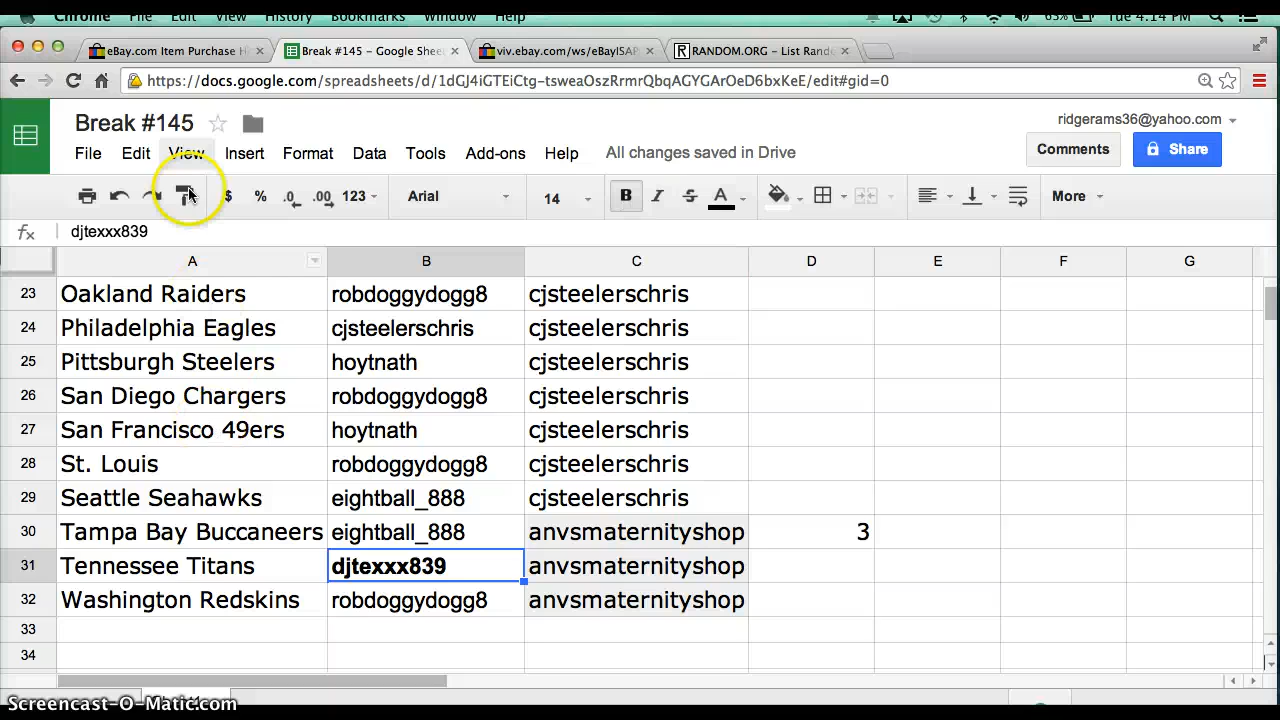 Chrome File Edit View History Bookmarks Window Help 63% Tue 4:14 PM
eBay.com Item Purchase H × Break #145 - Google Shee × viv.ebay.com/ws/eBayISAP × RANDOM.ORG - List Rando ×
https://docs.google.com/spreadsheets/d/1dGJ4iGTEiCtg-tsweaOszRrmrQbqAGYGArOeD6bxKeE/edit#gid=0
Break #145
ridgerams36@yahoo.com
File Edit View Insert Format Data Tools Add-ons Help All changes saved in Drive Comments Share
$ % .0 .00 123 Arial 14 B I S A More
fx djtexxx839
A B C D E F G
23 Oakland Raiders robdoggydogg8 cjsteelerschris
24 Philadelphia Eagles cjsteelerschris cjsteelerschris
25 Pittsburgh Steelers hoytnath cjsteelerschris
26 San Diego Chargers robdoggydogg8 cjsteelerschris
27 San Francisco 49ers hoytnath cjsteelerschris
28 St. Louis robdoggydogg8 cjsteelerschris
29 Seattle Seahawks eightball_888 cjsteelerschris
30 Tampa Bay Buccaneers eightball_888 anvsmaternityshop 3
31 Tennessee Titans djtexxx839 anvsmaternityshop
32 Washington Redskins robdoggydogg8 anvsmaternityshop
33
34
Screencast-O-Matic.com